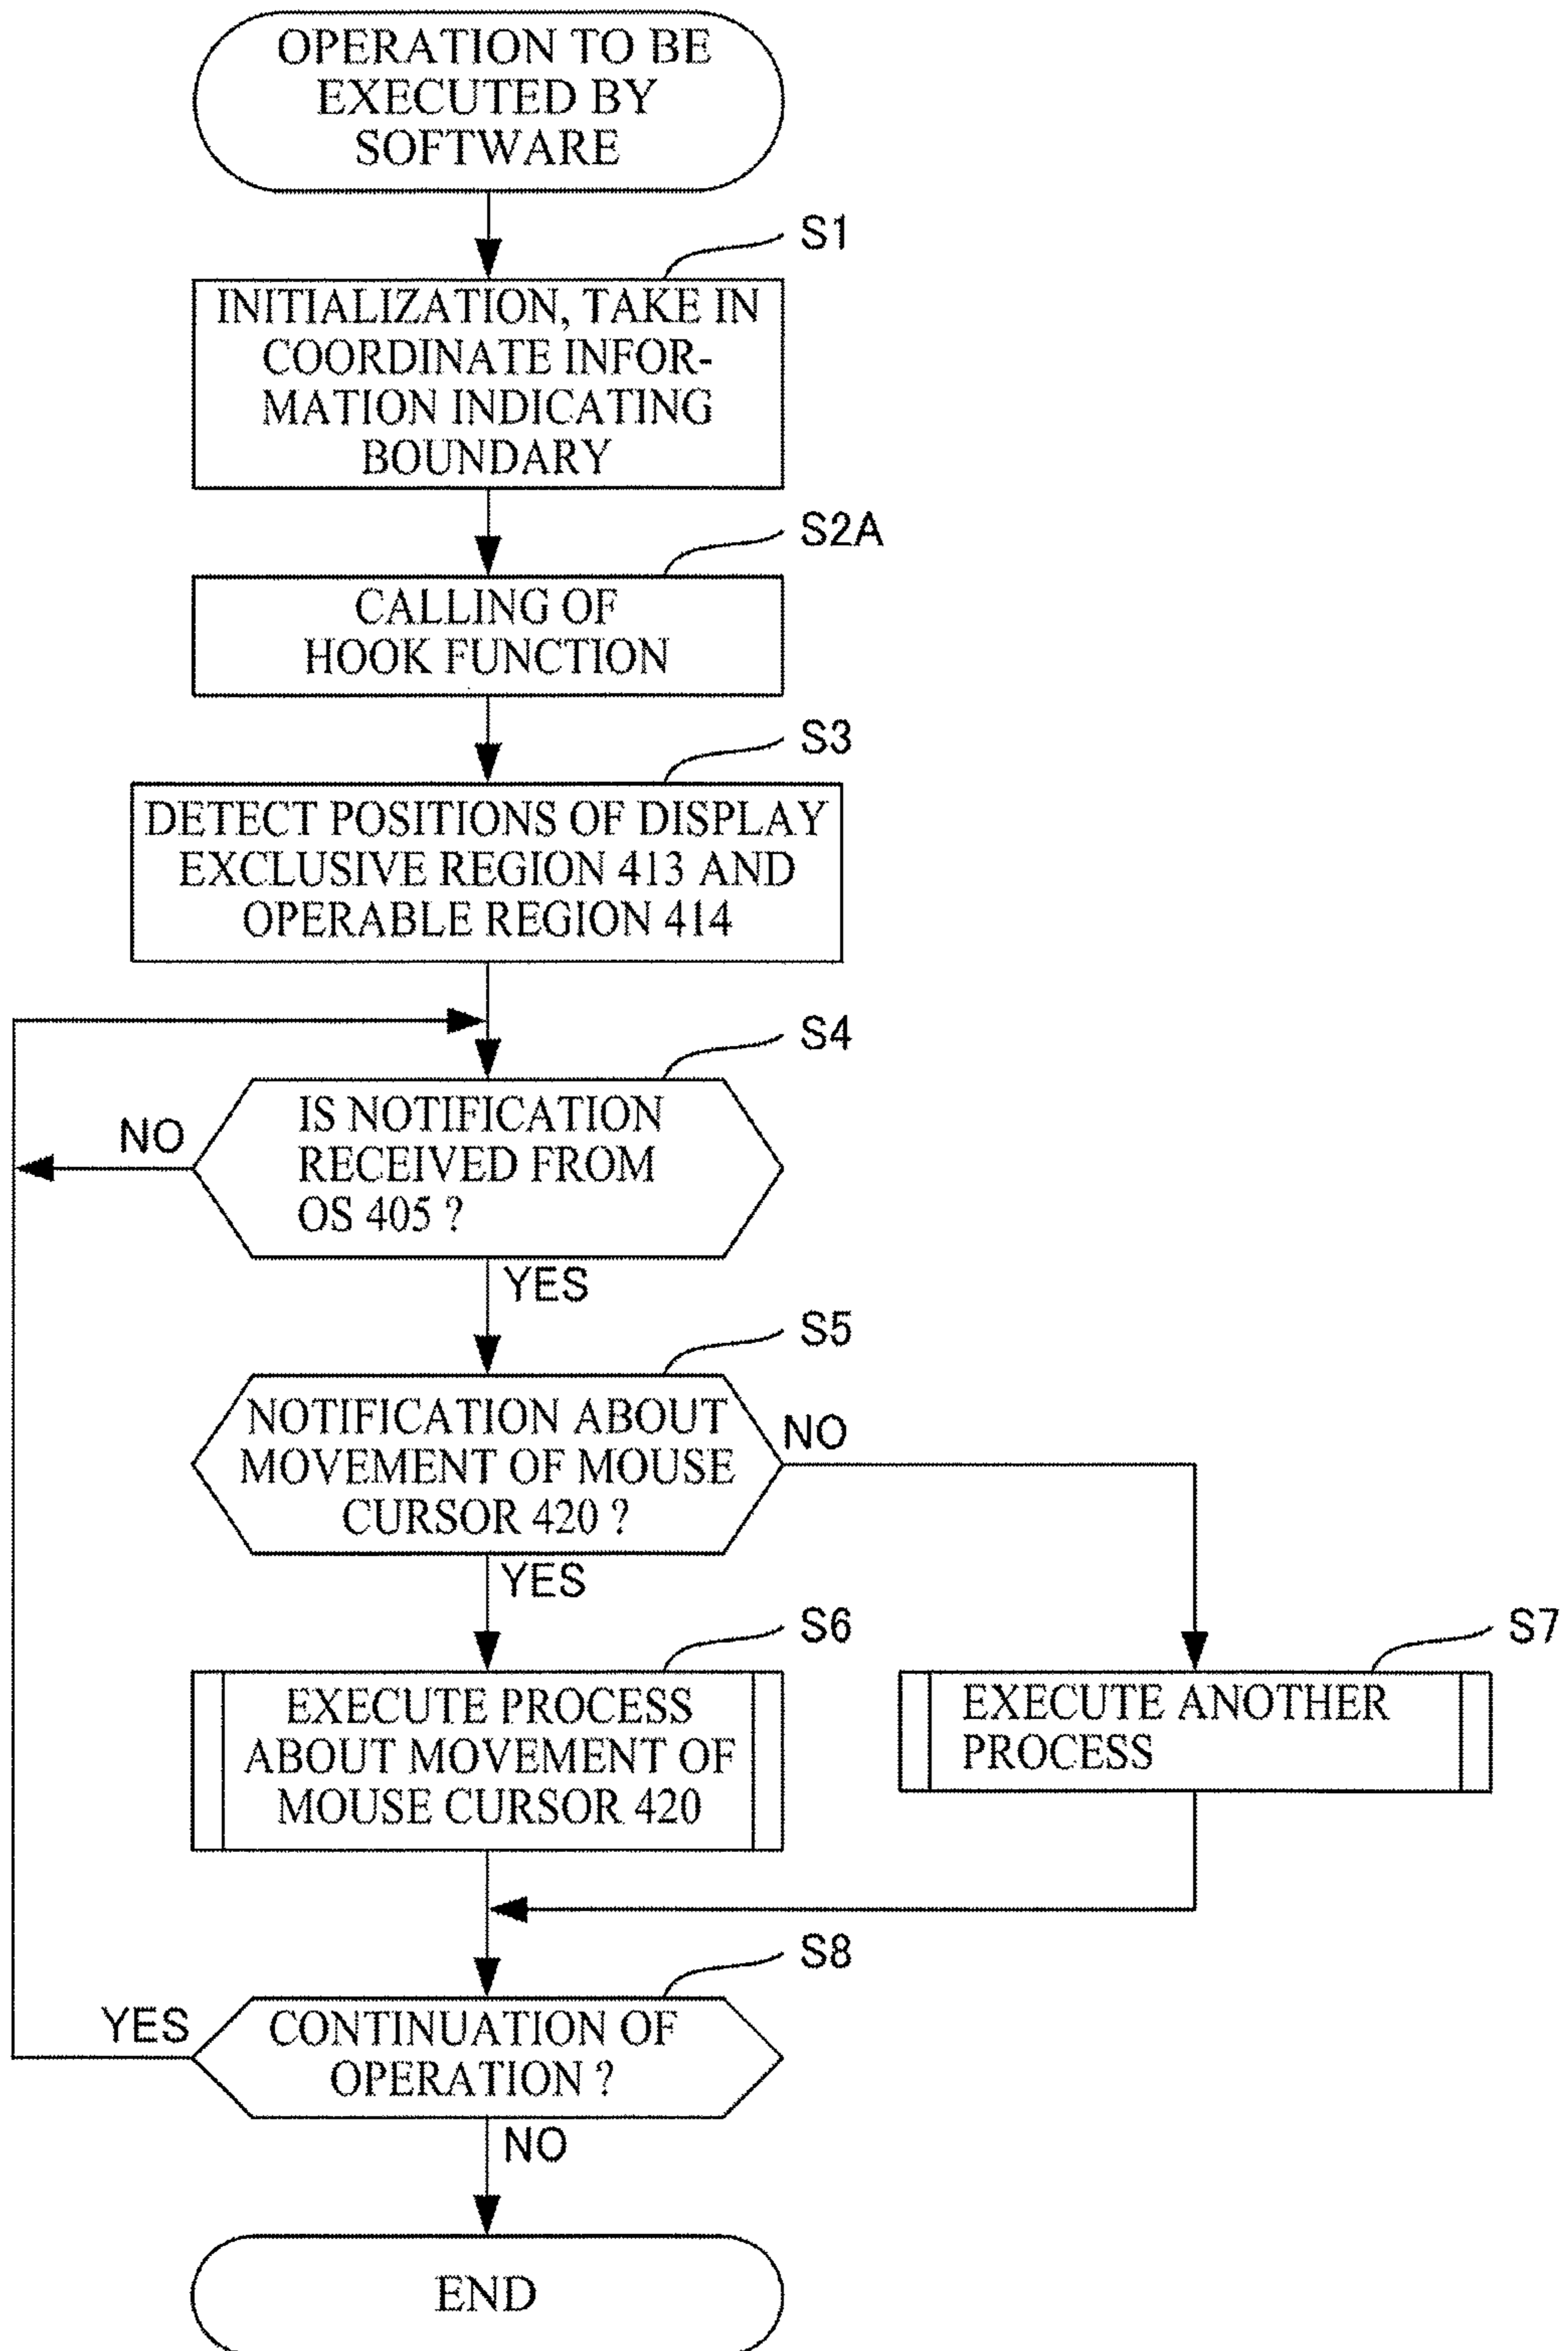 OPERATION TO BE
EXECUTED BY
SOFTWARE
S1
INITIALIZATION, TAKE IN
COORDINATE INFOR-
MATION INDICATING
BOUNDARY
S2A
CALLING OF
HOOK FUNCTION
S3
DETECT POSITIONS OF DISPLAY
EXCLUSIVE REGION 413 AND
OPERABLE REGION 414
S4
IS NOTIFICATION
RECEIVED FROM
OS 405 ?
NO
YES
S5
NOTIFICATION ABOUT
MOVEMENT OF MOUSE
CURSOR 420 ?
NO
YES
S6
EXECUTE PROCESS
ABOUT MOVEMENT OF
MOUSE CURSOR 420
S7
EXECUTE ANOTHER
PROCESS
S8
CONTINUATION OF
OPERATION ?
YES
NO
END